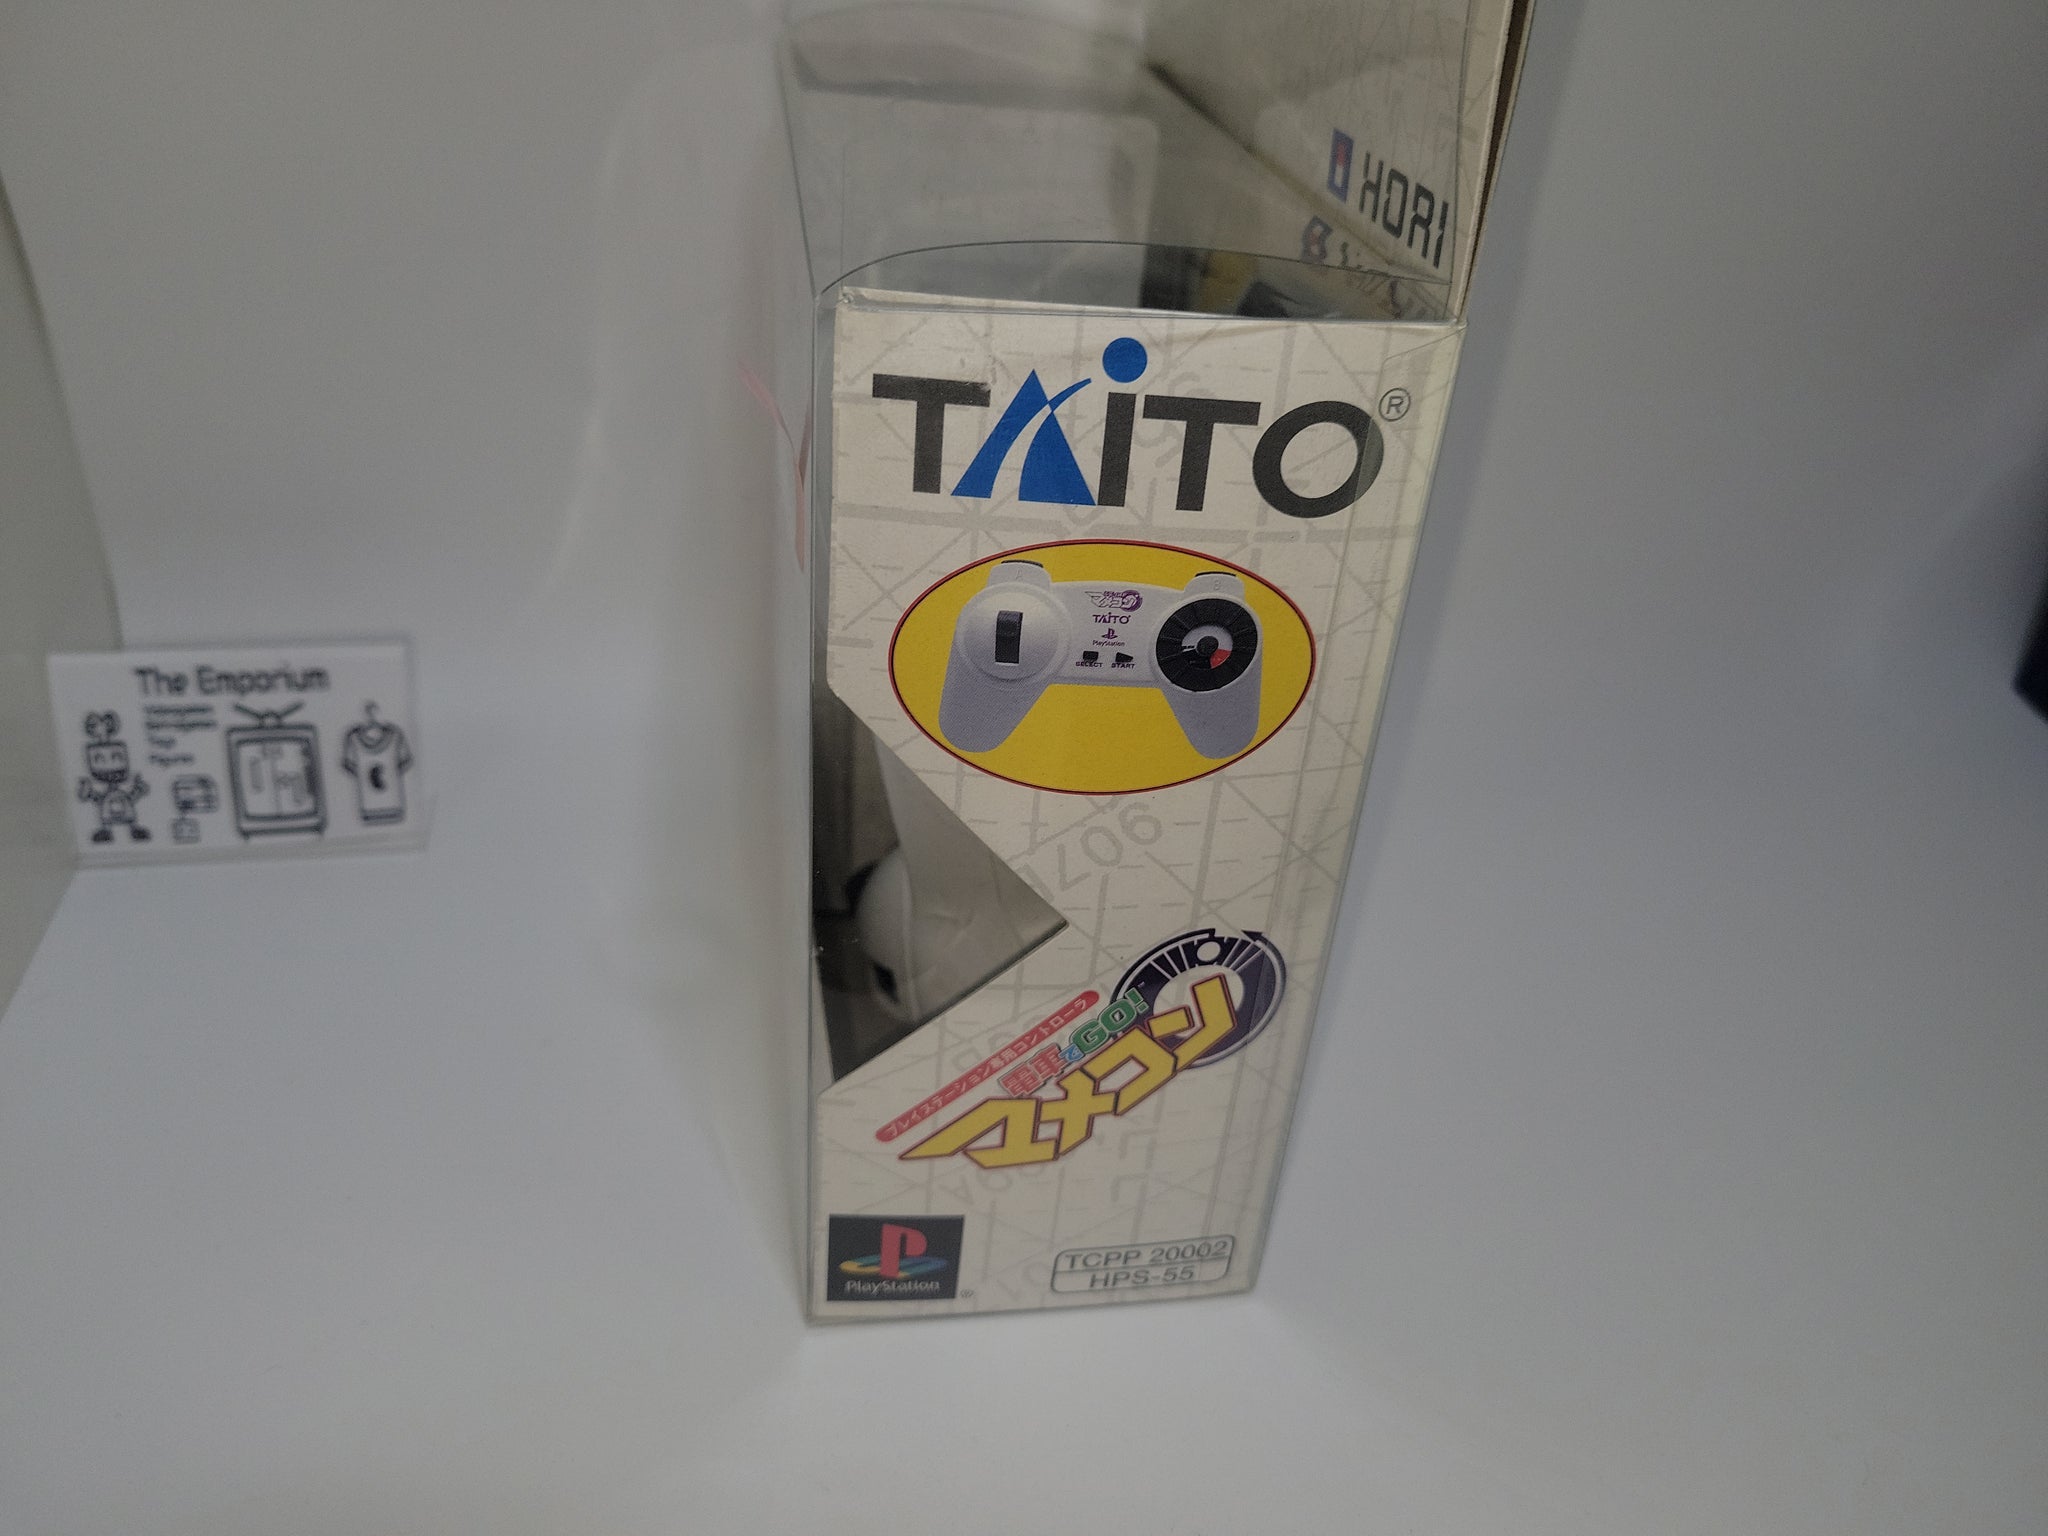 HORI
TAITO®
A
B
TAITO
PlayStation
SELECT
START
907
プレイステーション専用コントローラ
電車でGO!
マメコン
PlayStation®
TCPP 20002
HPS-55
The Emporium